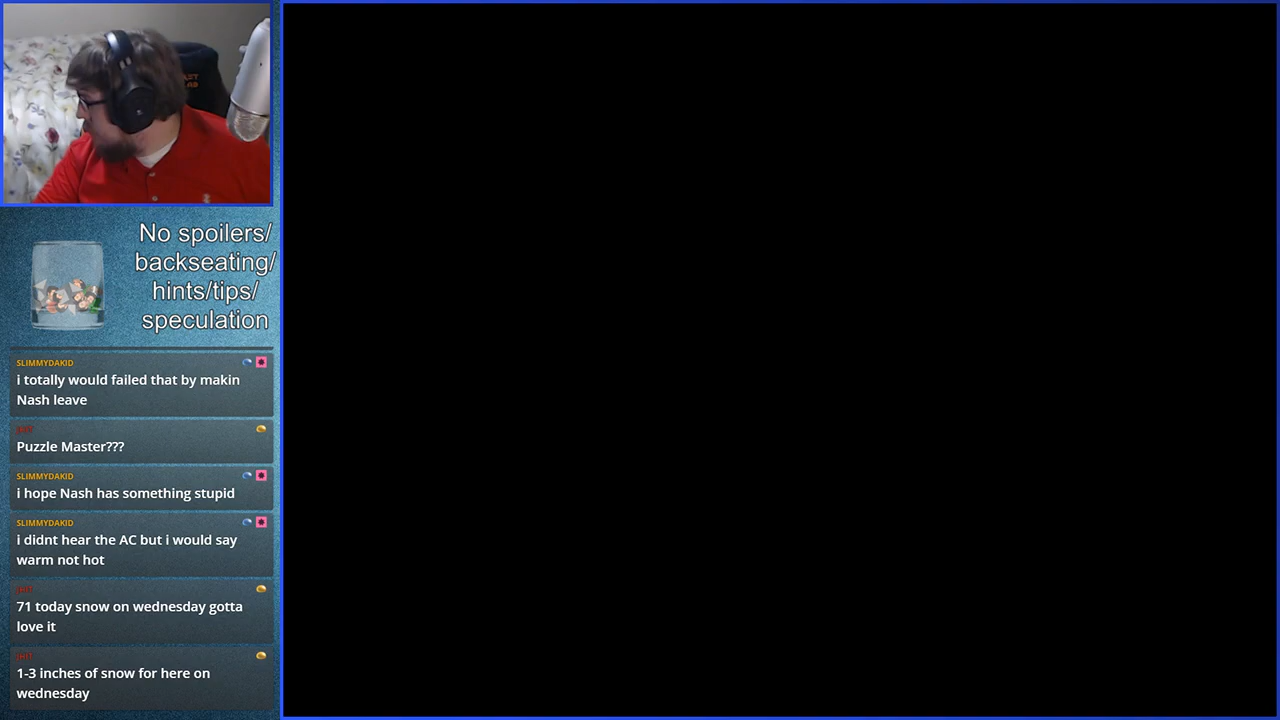 No spoilers/
backseating/
hints/tips/
speculation
SLIMMYDAKID
i totally would failed that by makin
Nash leave
Puzzle Master???
SLIMMYDAKID
i hope Nash has something stupid
SLIMMYDAKID
i didnt hear the AC but i would say
warm not hot
71 today snow on wednesday gotta
love it
1-3 inches of snow for here on
wednesday